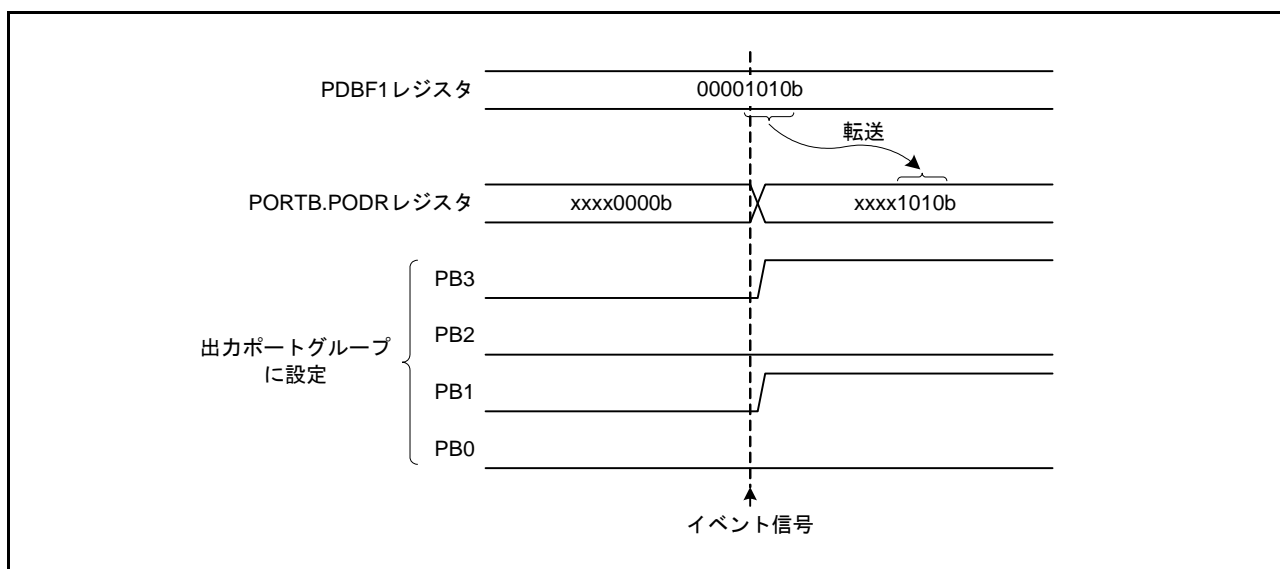 PDBF1レジスタ
00001010b
転送
PORTB.PODRレジスタ
xxxx0000b
xxxx1010b
PB3
PB2
出力ポートグループ
に設定
PB1
PB0
イベント信号